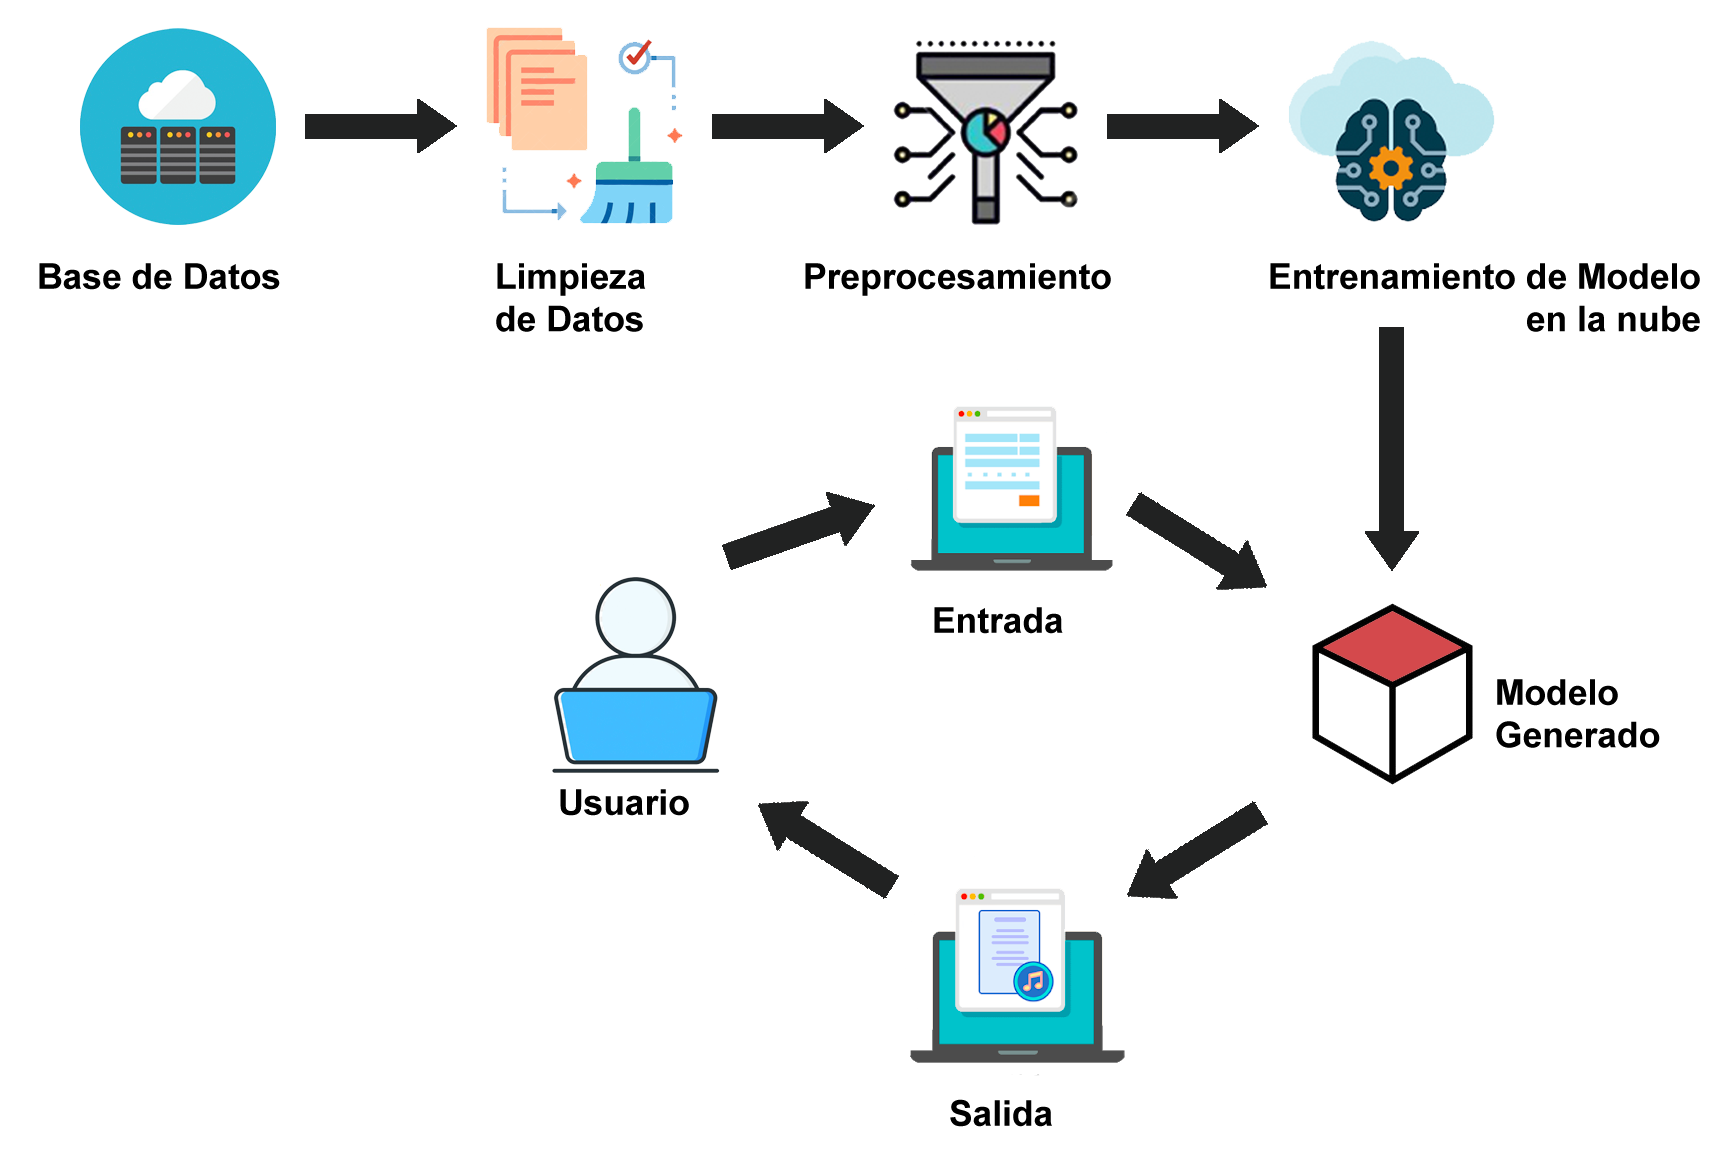 Base de Datos
Limpieza
de Datos
Preprocesamiento
Entrenamiento de Modelo
en la nube
Entrada
Usuario
Modelo
Generado
Salida